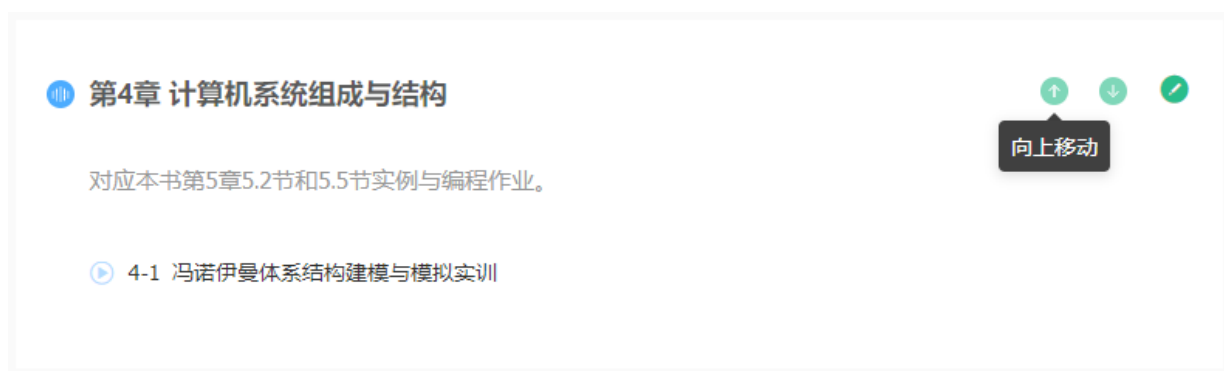 第4章 计算机系统组成与结构
向上移动
对应本书第5章5.2节和5.5节实例与编程作业。
4-1 冯诺伊曼体系结构建模与模拟实训